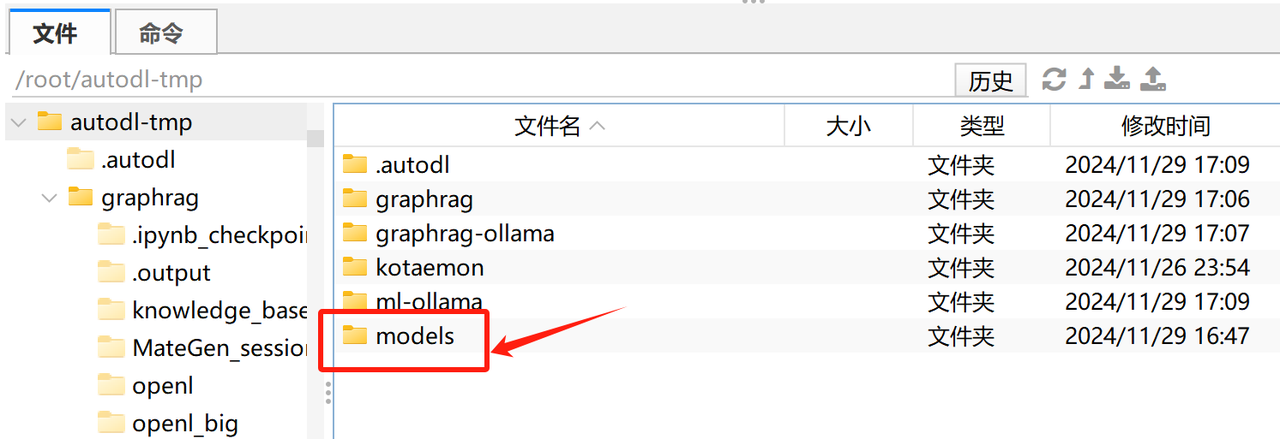 文件 命令
/root/autodl-tmp 历史
autodl-tmp
.autodl
graphrag
.ipynb_checkpoin
.output
knowledge_base
MateGen_session
openl
openl_big
文件名 大小 类型 修改时间
.autodl 文件夹 2024/11/29 17:09
graphrag 文件夹 2024/11/29 17:06
graphrag-ollama 文件夹 2024/11/29 17:07
kotaemon 文件夹 2024/11/26 23:54
ml-ollama 文件夹 2024/11/29 17:09
models 文件夹 2024/11/29 16:47